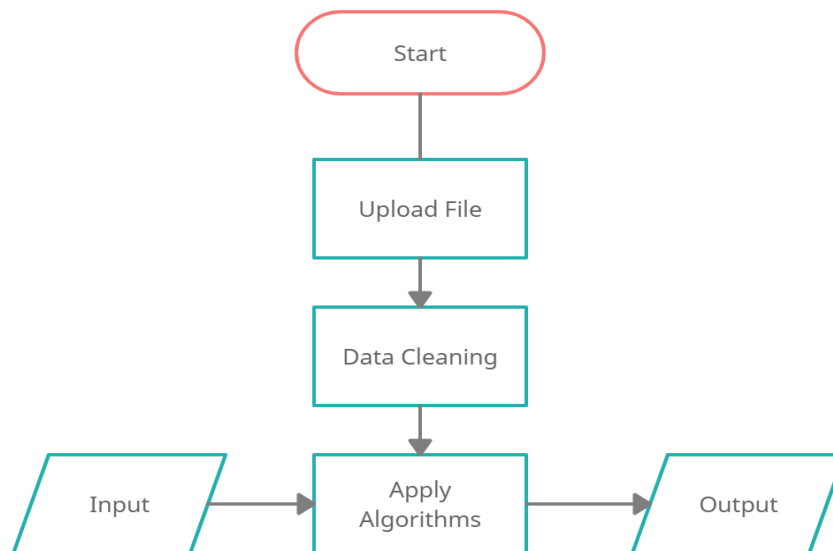 Start
Upload File
Data Cleaning
Input
Apply
Algorithms
Output